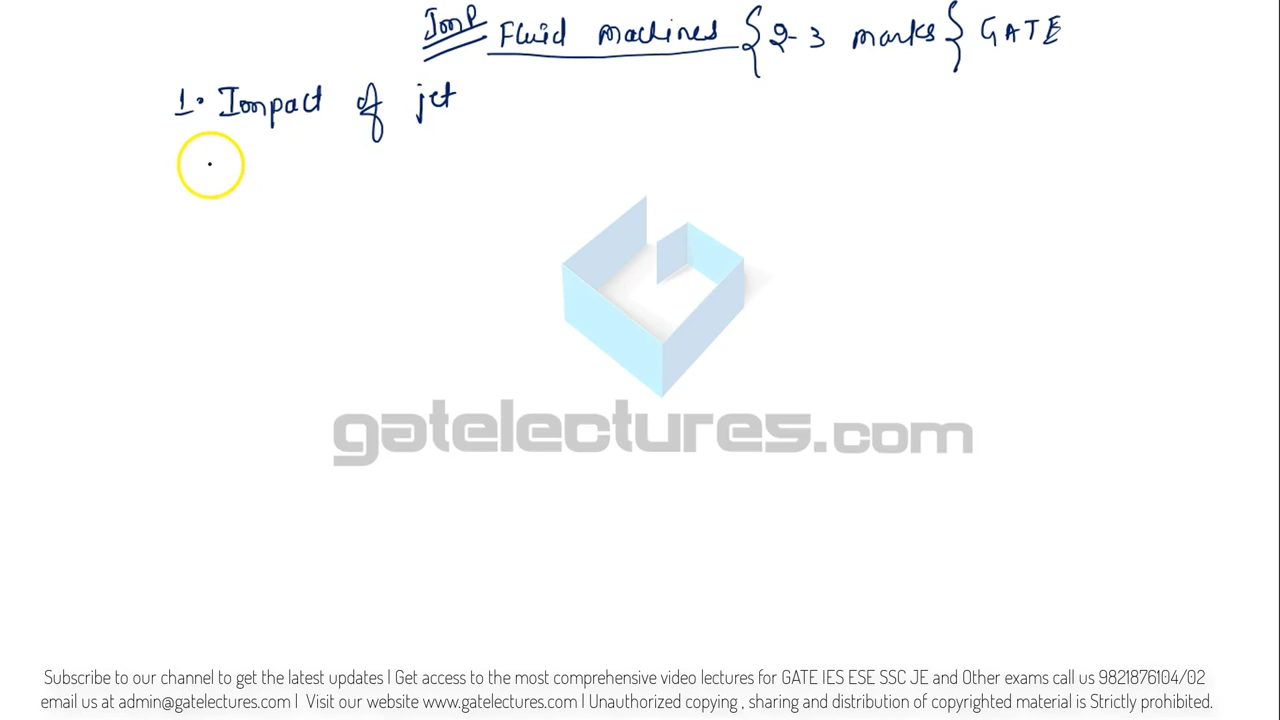 Imp Fluid machines {2-3 marks} GATE
1. Impact of jet
gatelectures.com
Subscribe to our channel to get the latest updates | Get access to the most comprehensive video lectures for GATE IES ESE SSC JE and Other exams call us 9821876104/02
email us at admin@gatelectures.com | Visit our website www.gatelectures.com | Unauthorized copying , sharing and distribution of copyrighted material is Strictly prohibited.